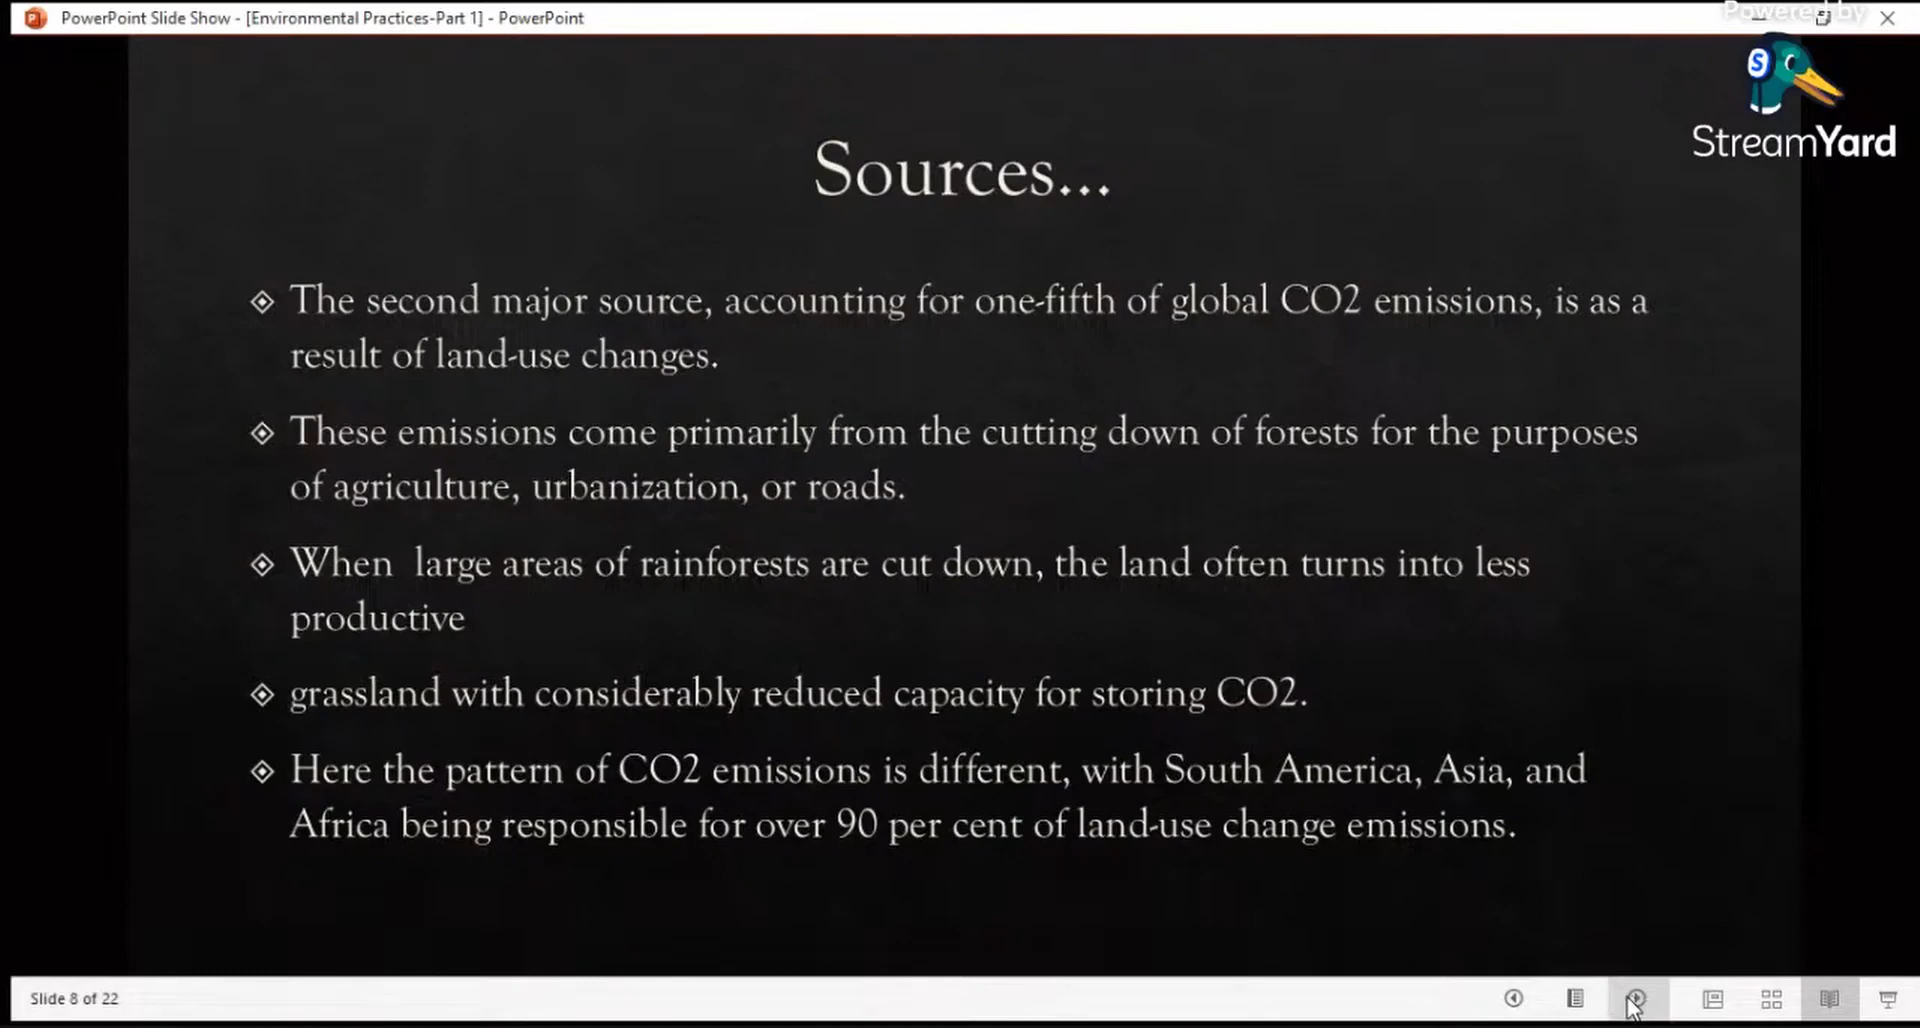 PowerPoint Slide Show - [Environmental Practices-Part 1] - PowerPoint
Powered by
S
StreamYard
Sources...
The second major source, accounting for one-fifth of global CO2 emissions, is as a
result of land-use changes.
These emissions come primarily from the cutting down of forests for the purposes
of agriculture, urbanization, or roads.
When large areas of rainforests are cut down, the land often turns into less
productive
grassland with considerably reduced capacity for storing CO2.
Here the pattern of CO2 emissions is different, with South America, Asia, and
Africa being responsible for over 90 per cent of land-use change emissions.
Slide 8 of 22